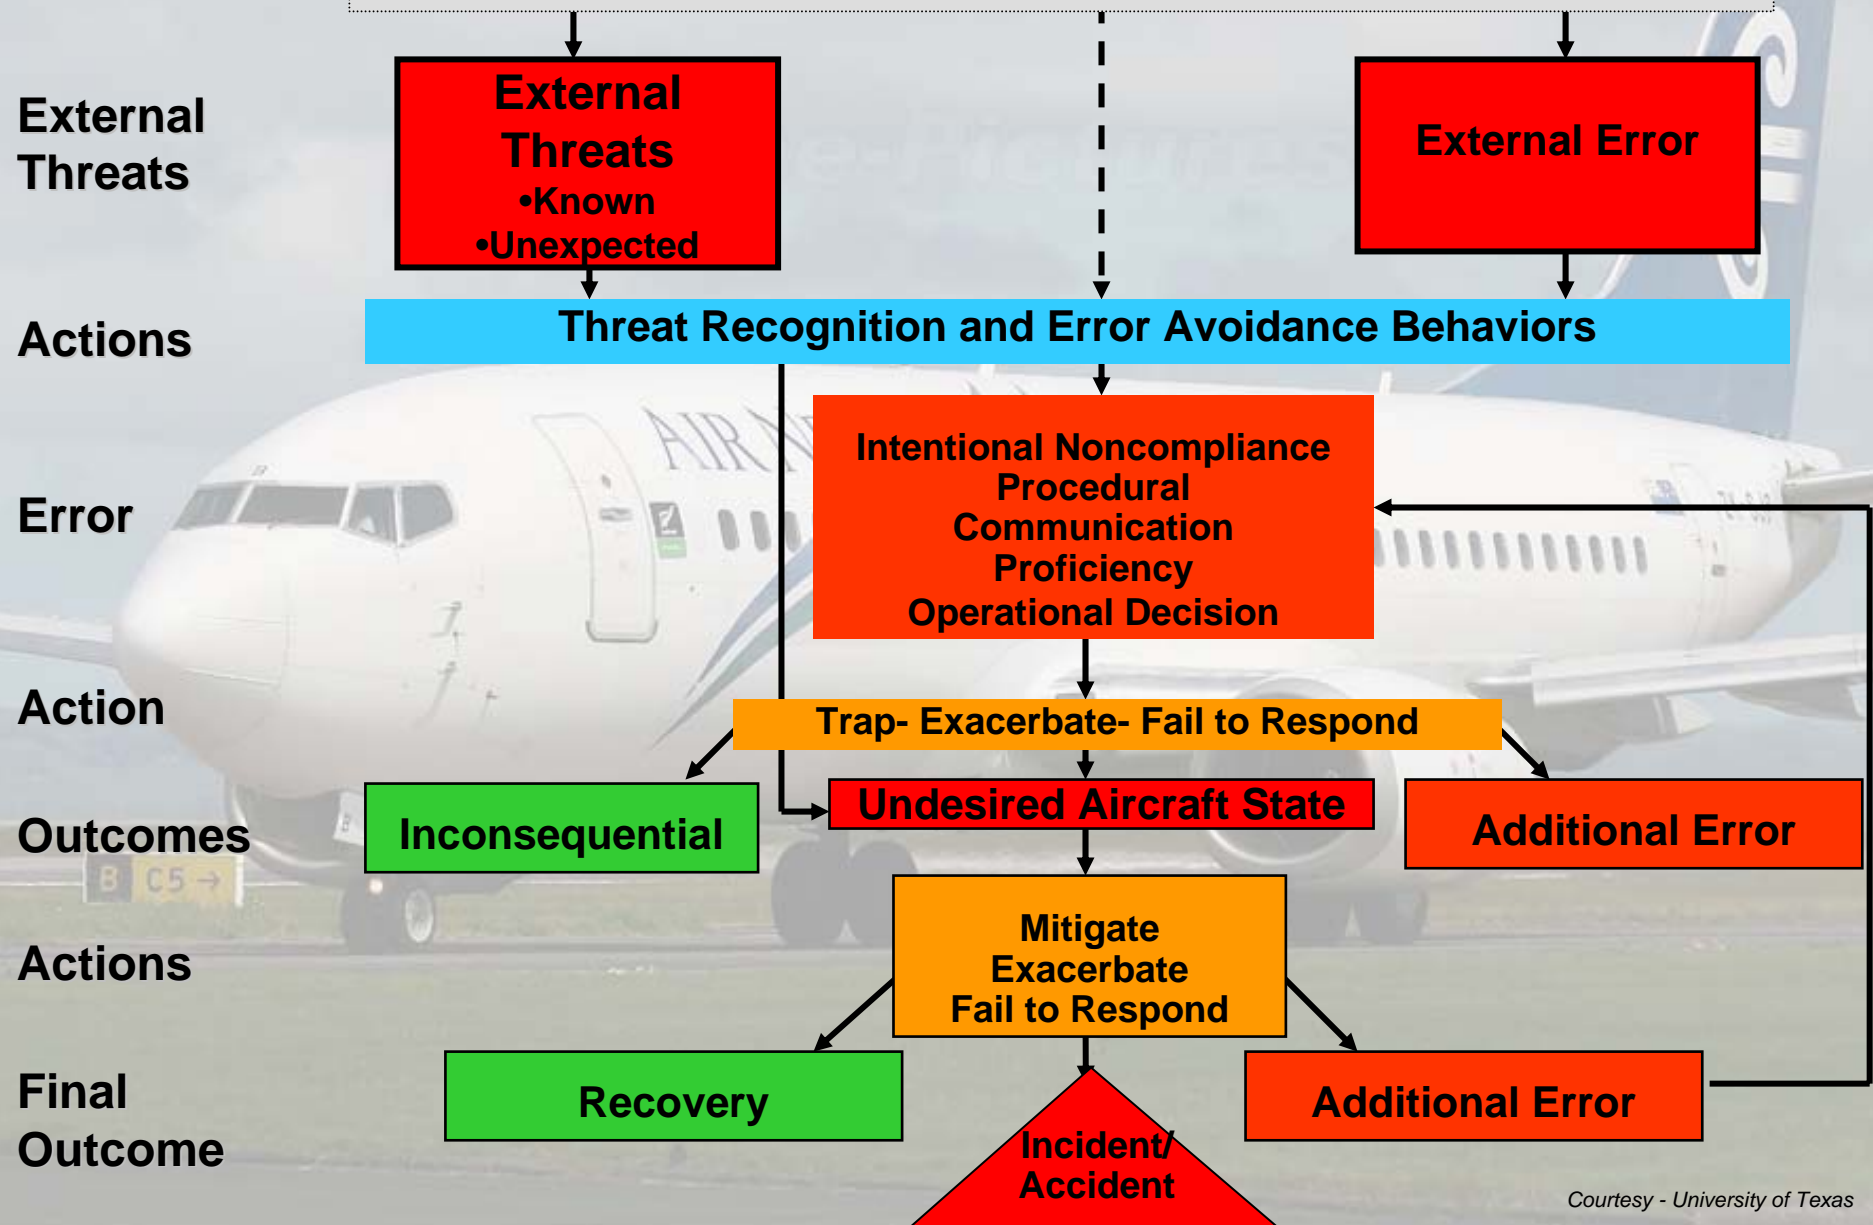 External
Threats
External
Threats
•Known
•Unexpected
External Error
Actions
Threat Recognition and Error Avoidance Behaviors
Error
Intentional Noncompliance
Procedural
Communication
Proficiency
Operational Decision
AIR
Action
Trap- Exacerbate- Fail to Respond
Outcomes
Inconsequential
Undesired Aircraft State
Additional Error
B C5→
Actions
Mitigate
Exacerbate
Fail to Respond
Final
Outcome
Recovery
Incident/
Accident
Additional Error
Courtesy - University of Texas